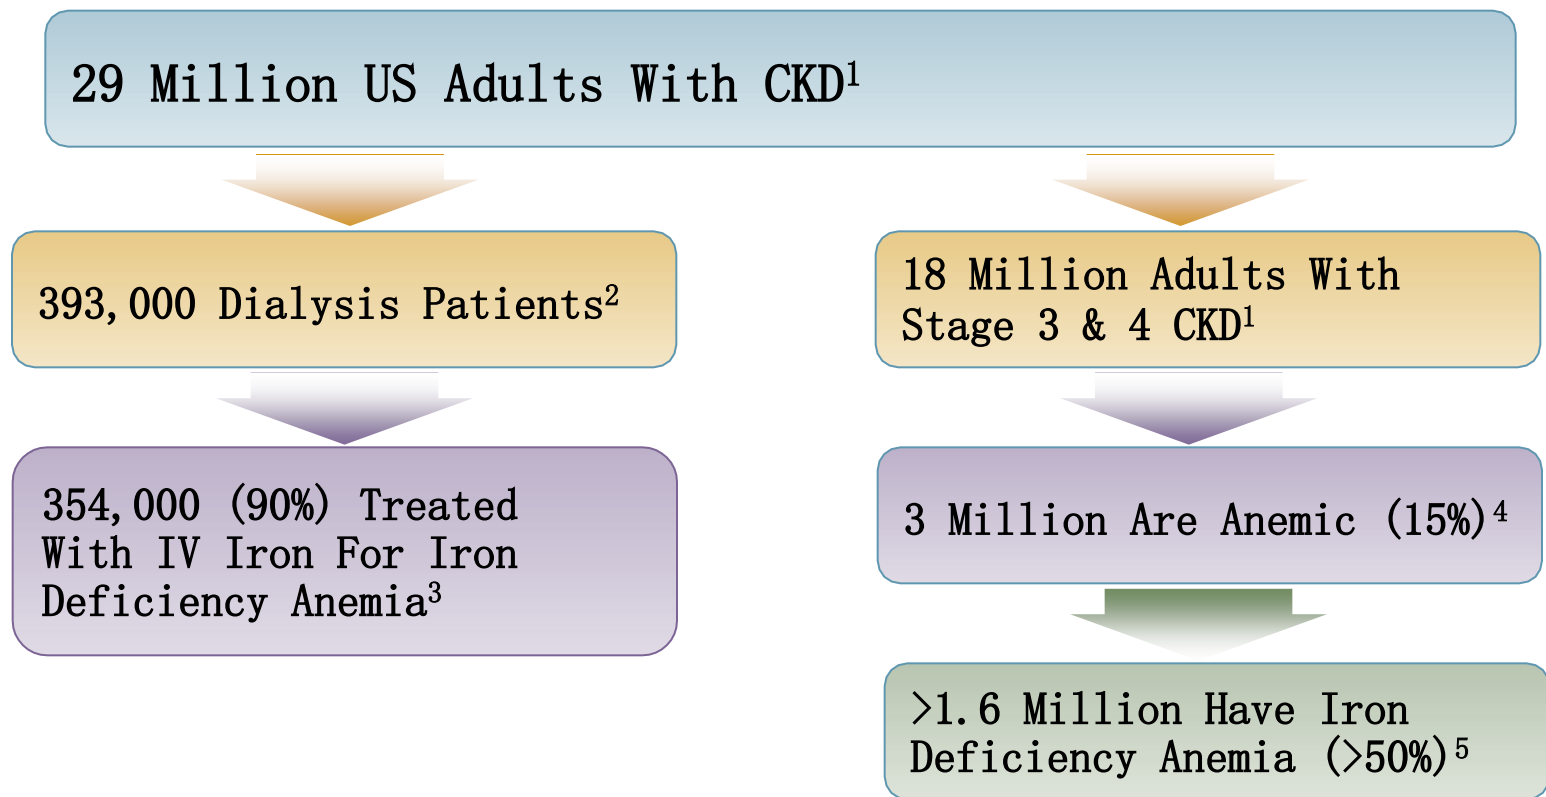 29 Million US Adults With CKD¹
393,000 Dialysis Patients²
18 Million Adults With
Stage 3 & 4 CKD¹
354,000 (90%) Treated
With IV Iron For Iron
Deficiency Anemia³
3 Million Are Anemic (15%)⁴
>1.6 Million Have Iron
Deficiency Anemia (>50%)⁵